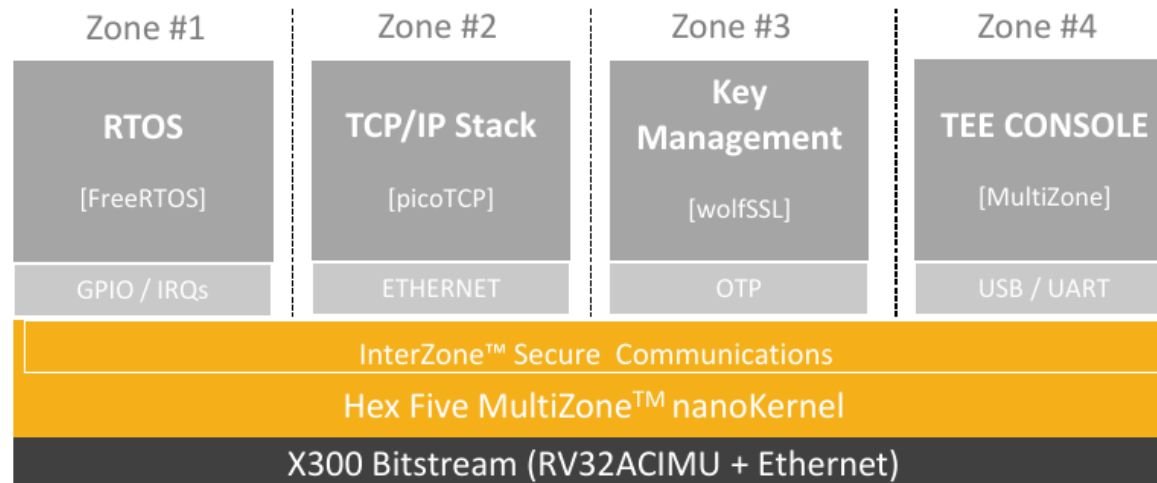 Zone #1
Zone #2
Zone #3
Zone #4
RTOS
[FreeRTOS]
GPIO / IRQs
TCP/IP Stack
[picoTCP]
ETHERNET
Key
Management
[wolfSSL]
OTP
TEE CONSOLE
[MultiZone]
USB / UART
InterZone™ Secure Communications
Hex Five MultiZone™ nanoKernel
X300 Bitstream (RV32ACIMU + Ethernet)